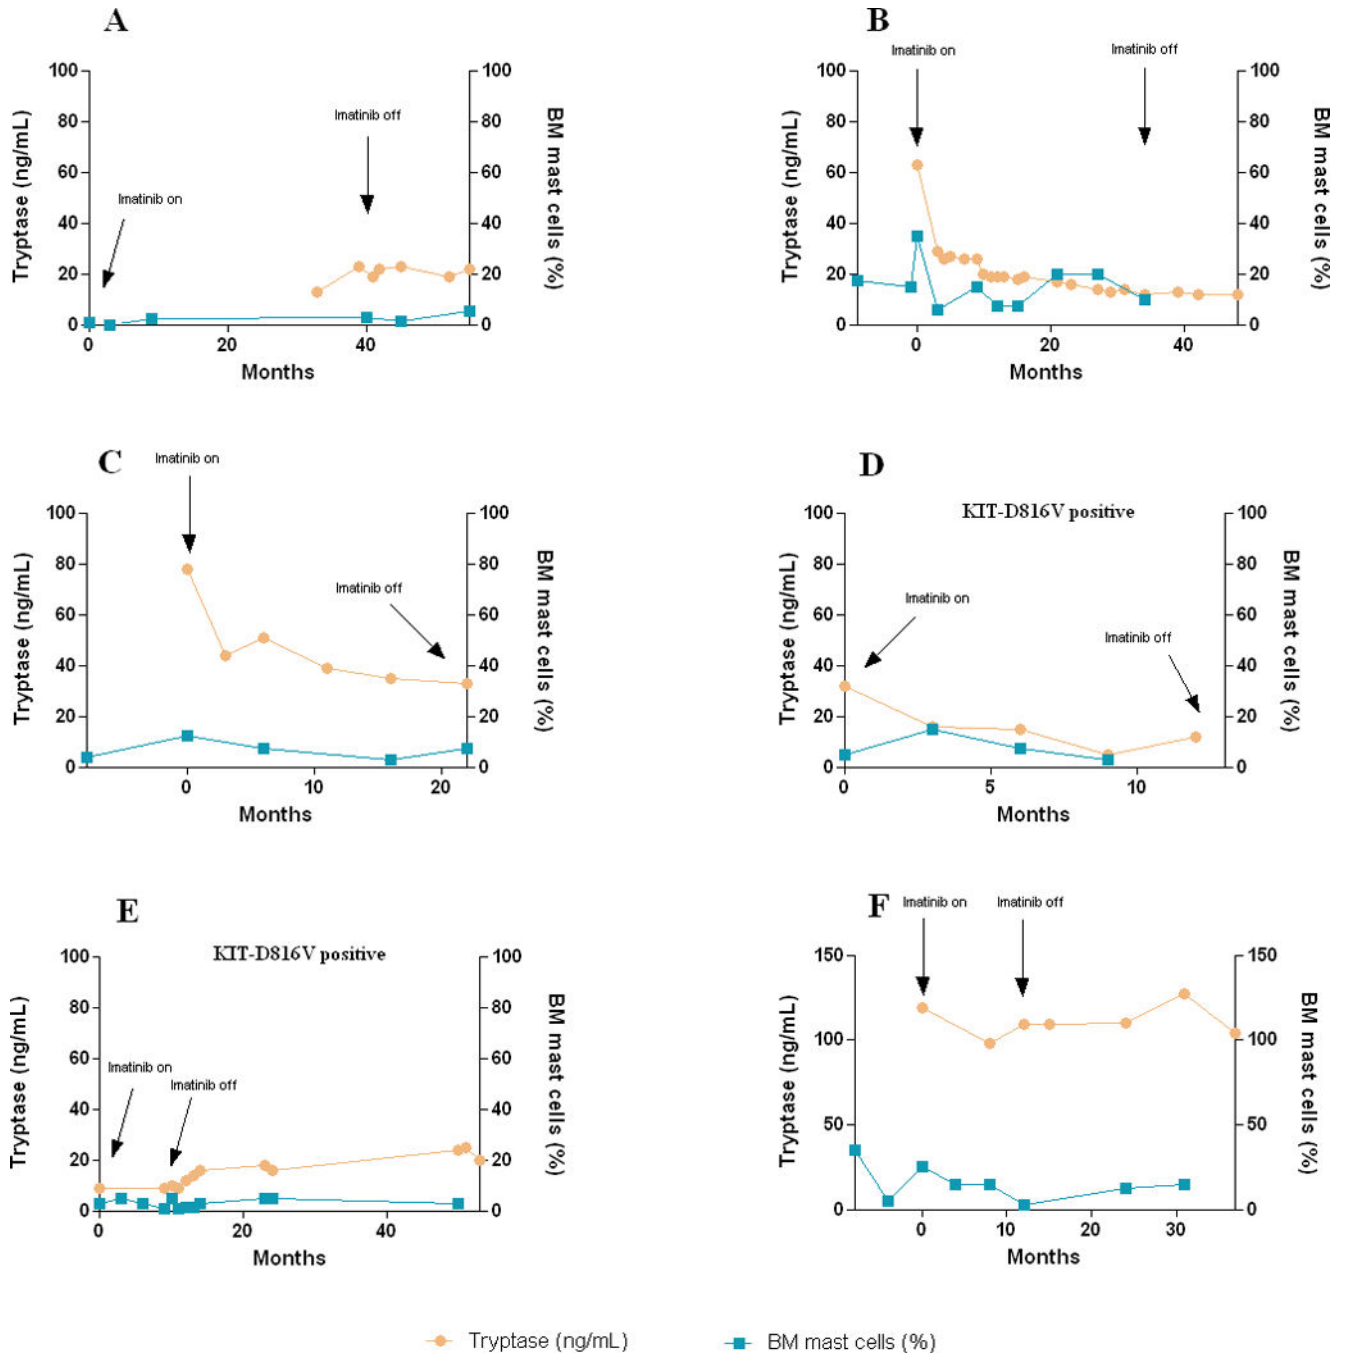 A
Imatinib on
Imatinib off
Tryptase (ng/mL)
100
80
60
40
20
0
BM mast cells (%)
100
80
60
40
20
0
0 20 40
Months
B
Imatinib on
Imatinib off
Tryptase (ng/mL)
100
80
60
40
20
0
BM mast cells (%)
100
80
60
40
20
0
0 20 40
Months
C
Imatinib on
Imatinib off
Tryptase (ng/mL)
100
80
60
40
20
0
BM mast cells (%)
100
80
60
40
20
0
0 10 20
Months
D
KIT-D816V positive
Imatinib on
Imatinib off
Tryptase (ng/mL)
100
80
60
40
20
0
BM mast cells (%)
100
80
60
40
20
0
0 5 10
Months
E
KIT-D816V positive
Imatinib on
Imatinib off
Tryptase (ng/mL)
100
80
60
40
20
0
BM mast cells (%)
100
80
60
40
20
0
0 20 40
Months
F
Imatinib on
Imatinib off
Tryptase (ng/mL)
150
100
50
0
BM mast cells (%)
150
100
50
0
0 10 20 30
Months
Tryptase (ng/mL)
BM mast cells (%)